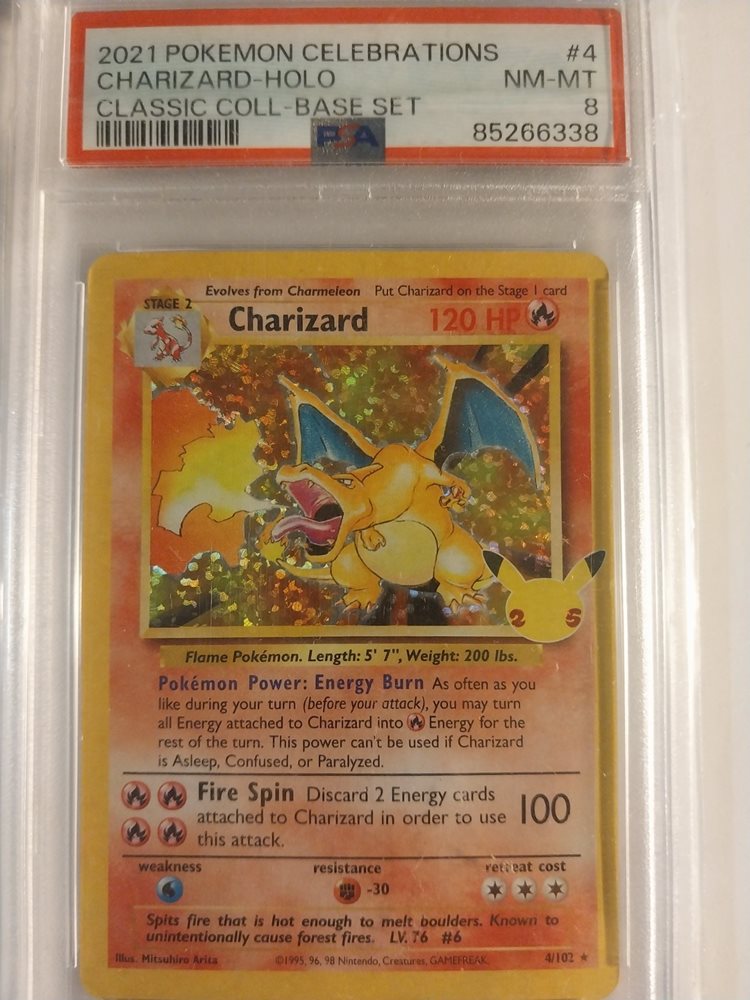 2021 POKEMON CELEBRATIONS #4
CHARIZARD-HOLO NM-MT
CLASSIC COLL-BASE SET 8
PSA 85266338
Evolves from Charmeleon Put Charizard on the Stage 1 card
STAGE 2
Charizard 120 HP
2 5
Flame Pokémon. Length: 5' 7", Weight: 200 lbs.
Pokémon Power: Energy Burn As often as you
like during your turn (before your attack), you may turn
all Energy attached to Charizard into Energy for the
rest of the turn. This power can't be used if Charizard
is Asleep, Confused, or Paralyzed.
Fire Spin Discard 2 Energy cards
attached to Charizard in order to use 100
this attack.
weakness resistance retreat cost
-30
Spits fire that is hot enough to melt boulders. Known to
unintentionally cause forest fires. LV. 76 #6
Illus. Mitsuhiro Arita ©1995, 96, 98 Nintendo, Creatures, GAMEFREAK. 4/102 ★